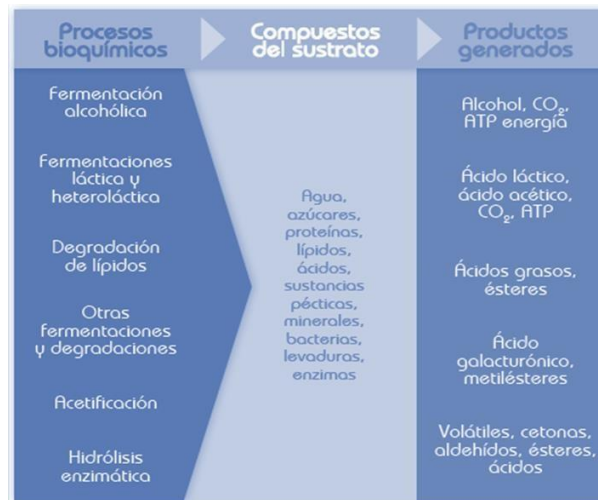 Procesos
bioquímicos
Compuestos
del sustrato
Productos
generados
Fermentación
alcohólica
Fermentaciones
láctica y
heteroláctica
Degradación
de lípidos
Otras
fermentaciones
y degradaciones
Acetificación
Hidrólisis
enzimática
Agua,
azúcares,
proteínas,
lípidos,
ácidos,
sustancias
pécticas,
minerales,
bacterias,
levaduras,
enzimas
Alcohol, CO₂,
ATP energía
Ácido láctico,
ácido acético,
CO₂, ATP
Ácidos grasos,
ésteres
Ácido
galacturónico,
metilésteres
Volátiles, cetonas,
aldehídos, ésteres,
ácidos